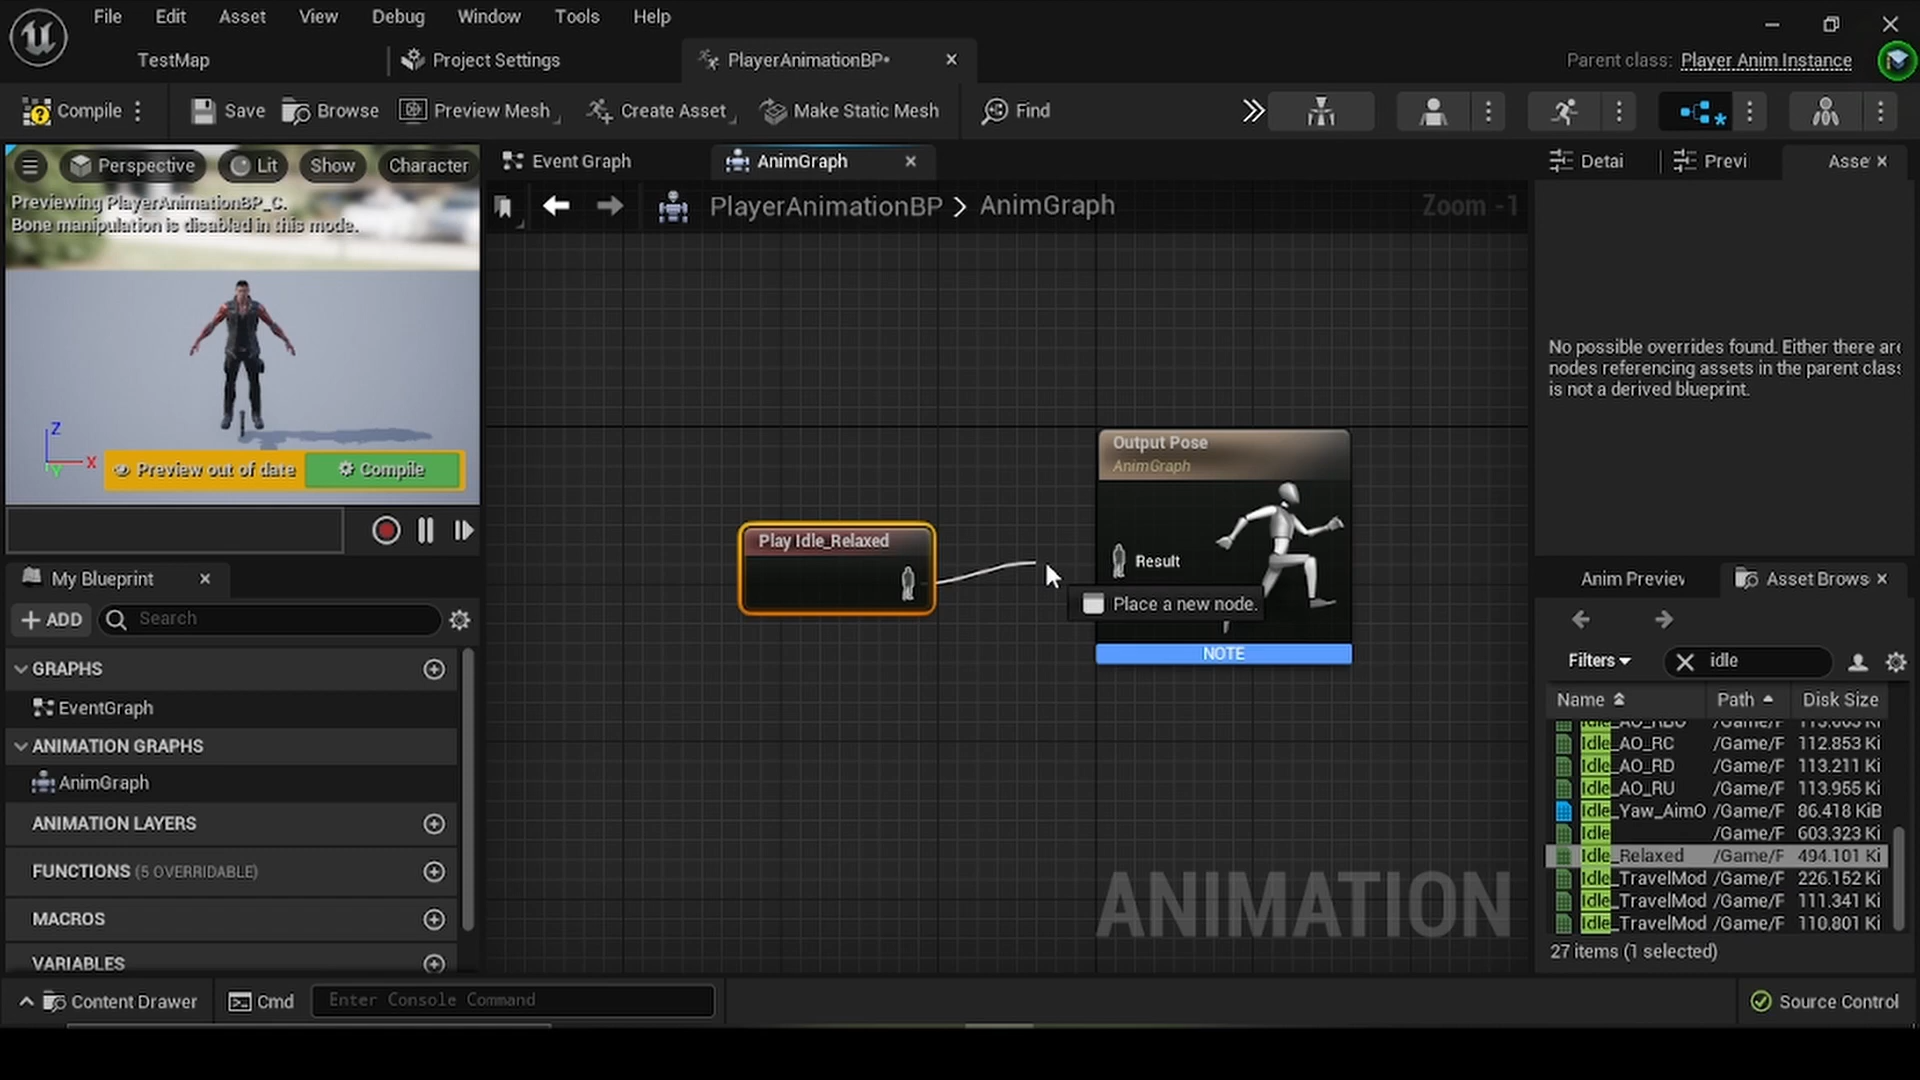 File Edit Asset View Debug Window Tools Help
TestMap
Project Settings
PlayerAnimationBP•
Parent class: Player Anim Instance
Compile
Save
Browse
Preview Mesh
Create Asset
Make Static Mesh
Find
Perspective
Lit
Show
Character
Previewing PlayerAnimationBP_C.
Bone manipulation is disabled in this mode.
Z
X
Y
Preview out of date
Compile
Event Graph
AnimGraph
PlayerAnimationBP > AnimGraph
Zoom -1
Play Idle_Relaxed
Output Pose
AnimGraph
Result
Place a new node.
NOTE
ANIMATION
My Blueprint
ADD
Search
GRAPHS
EventGraph
ANIMATION GRAPHS
AnimGraph
ANIMATION LAYERS
FUNCTIONS (5 OVERRIDABLE)
MACROS
VARIABLES
Detai
Previ
Asse
No possible overrides found. Either there are
nodes referencing assets in the parent class
is not a derived blueprint.
Anim Preview
Asset Brows
Filters
idle
Name Path Disk Size
Idle_AO_RC /Game/F 112.853 Ki
Idle_AO_RD /Game/F 113.211 Ki
Idle_AO_RU /Game/F 113.955 Ki
Idle_Yaw_AimO /Game/F 86.418 KiB
Idle /Game/F 603.323 Ki
Idle_Relaxed /Game/F 494.101 Ki
Idle_TravelMod /Game/F 226.152 Ki
Idle_TravelMod /Game/F 111.341 Ki
Idle_TravelMod /Game/F 110.801 Ki
27 items (1 selected)
Content Drawer
Cmd
Enter Console Command
Source Control